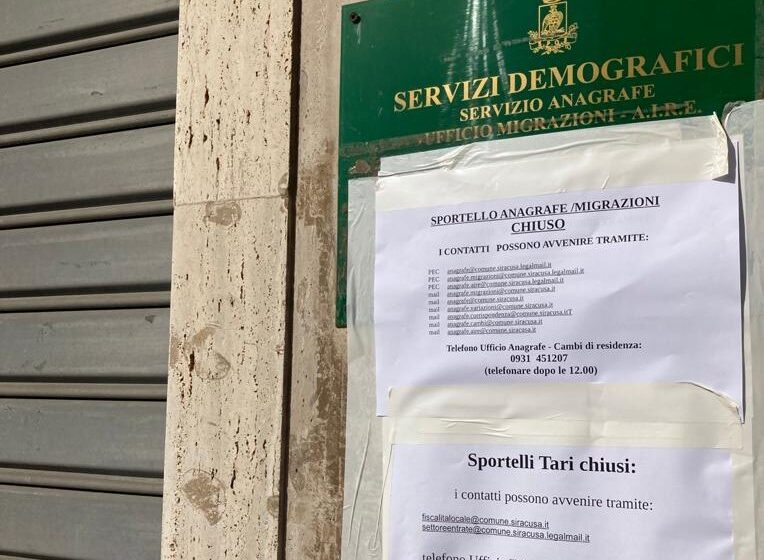 SERVIZI DEMOGRAFICI
SERVIZIO ANAGRAFE
UFFICIO MIGRAZIONI - A.I.R.E.
SPORTELLO ANAGRAFE /MIGRAZIONI
CHIUSO
I CONTATTI POSSONO AVVENIRE TRAMITE:
PEC anagrafe@comune.siracusa.legalmail.it
PEC anagrafe.migrazioni@comune.siracusa.legalmail.it
PEC anagrafe.aire@comune.siracusa.legalmail.it
mail anagrafe.migrazioni@comune.siracusa.it
mail anagrafe@comune.siracusa.it
mail anagrafe.variazioni@comune.siracusa.it
mail anagrafe.corrispondenza@comune.siracusa.itT
mail anagrafe.cambi@comune.siracusa.it
mail anagrafe.aire@comune.siracusa.it
Telefono Ufficio Anagrafe - Cambi di residenza:
0931 451207
(telefonare dopo le 12.00)
Sportelli Tari chiusi:
i contatti possono avvenire tramite:
fiscalitalocale@comune.siracusa.it
settoreentrate@comune.siracusa.legalmail.it
telefono